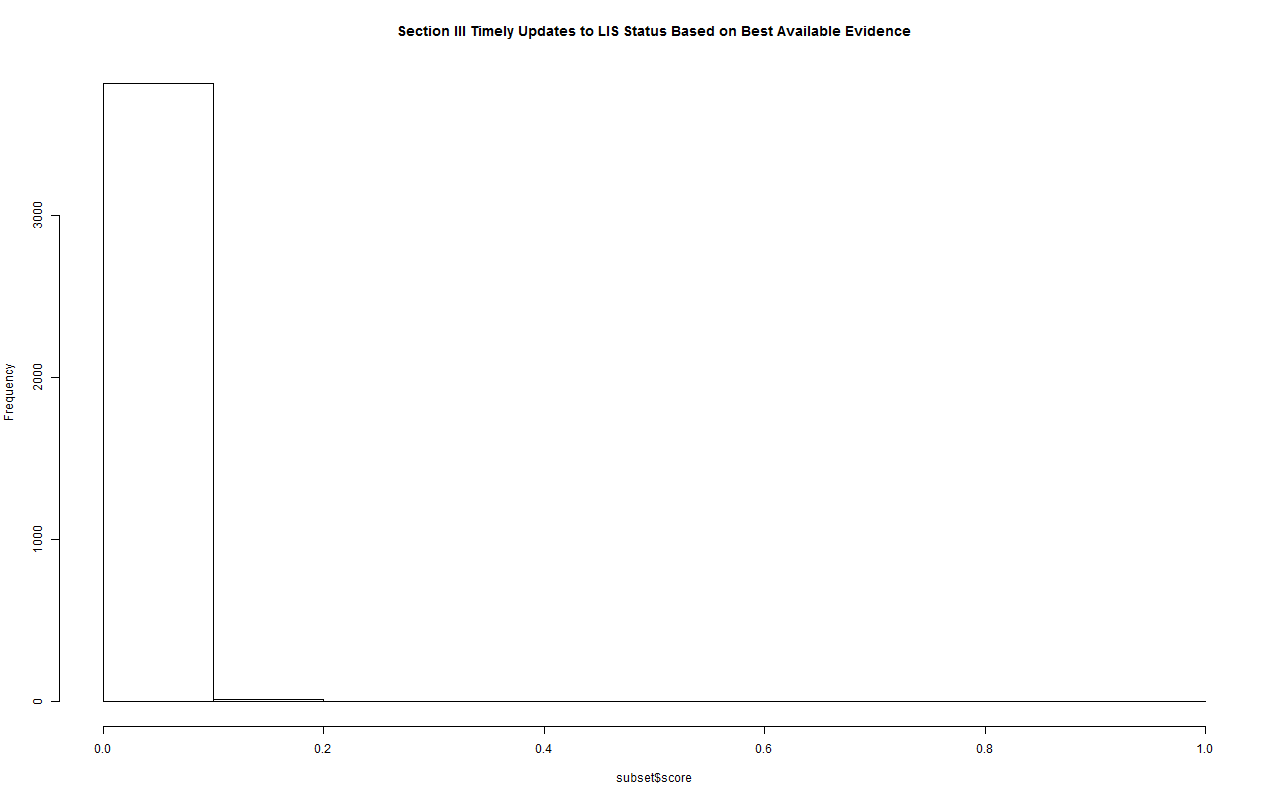 Section III Timely Updates to LIS Status Based on Best Available Evidence
Frequency
3000
2000
1000
0
0.0 0.2 0.4 0.6 0.8 1.0
subset$score